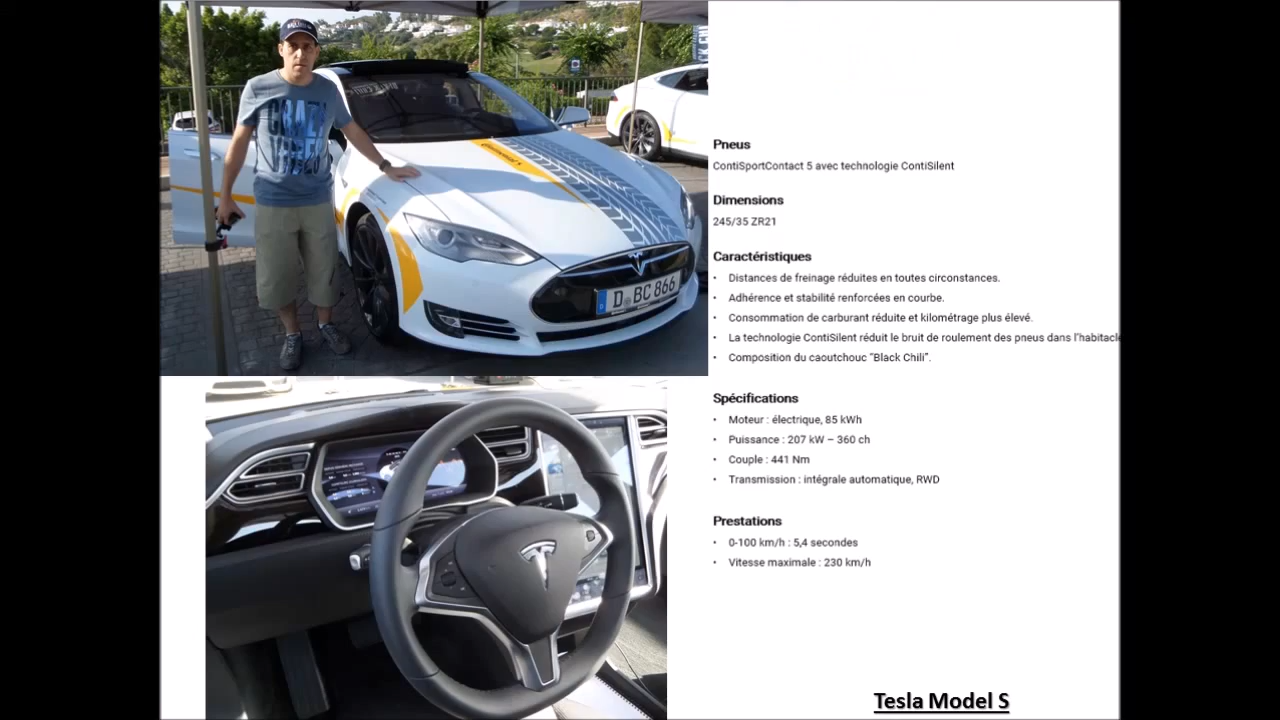 CRAZY
D BC 866
Pneus
ContiSportContact 5 avec technologie ContiSilent
Dimensions
245/35 ZR21
Caractéristiques
• Distances de freinage réduites en toutes circonstances.
• Adhérence et stabilité renforcées en courbe.
• Consommation de carburant réduite et kilométrage plus élevé.
• La technologie ContiSilent réduit le bruit de roulement des pneus dans l'habitacle
• Composition du caoutchouc "Black Chili".
Spécifications
• Moteur : électrique, 85 kWh
• Puissance : 207 kW – 360 ch
• Couple : 441 Nm
• Transmission : intégrale automatique, RWD
Prestations
• 0-100 km/h : 5,4 secondes
• Vitesse maximale : 230 km/h
Tesla Model S